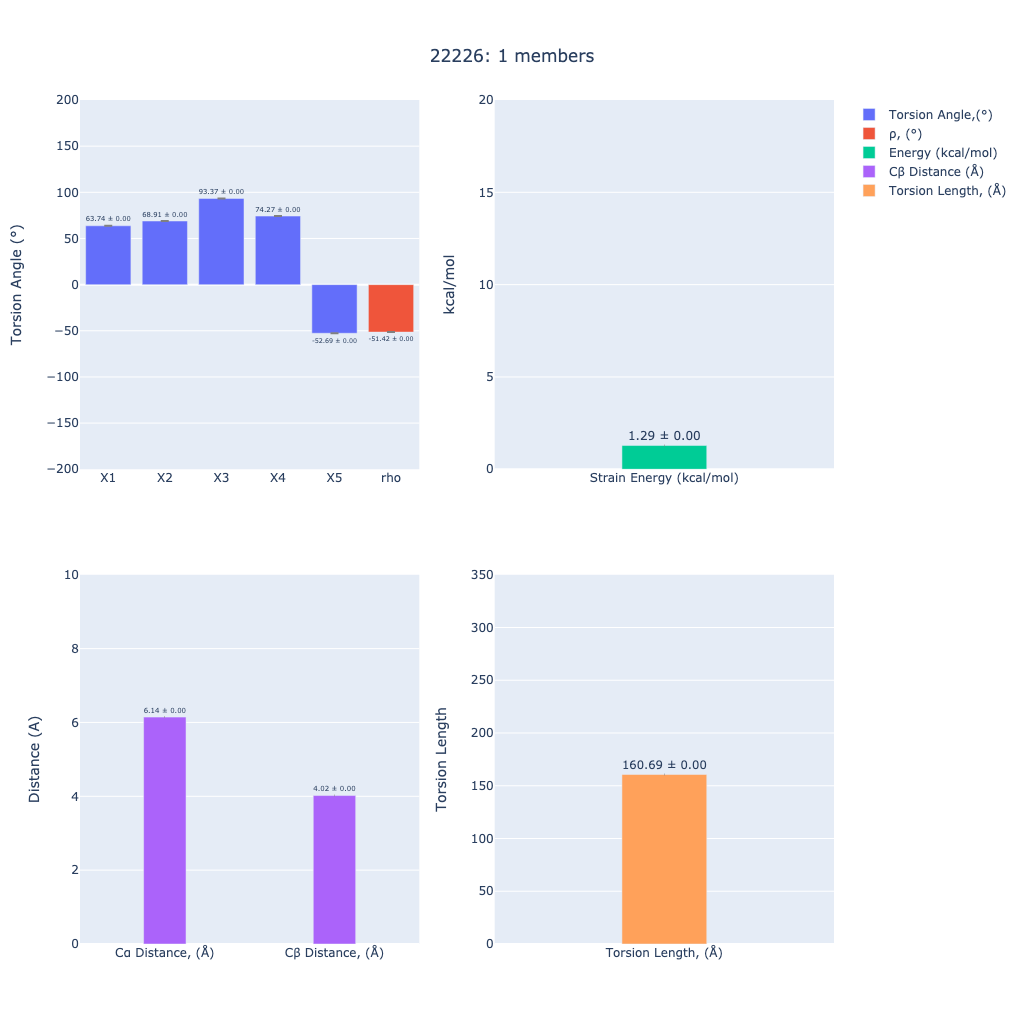 22226: 1 members
200
150
100
50
0
−50
−100
−150
−200
Torsion Angle (°)
63.74 ± 0.00
68.91 ± 0.00
93.37 ± 0.00
74.27 ± 0.00
-52.69 ± 0.00
-51.42 ± 0.00
X1
X2
X3
X4
X5
rho
20
15
10
5
0
kcal/mol
1.29 ± 0.00
Strain Energy (kcal/mol)
Torsion Angle,(°)
ρ, (°)
Energy (kcal/mol)
Cβ Distance (Å)
Torsion Length, (Å)
10
8
6
4
2
0
Distance (A)
6.14 ± 0.00
4.02 ± 0.00
Cα Distance, (Å)
Cβ Distance, (Å)
350
300
250
200
150
100
50
0
Torsion Length
160.69 ± 0.00
Torsion Length, (Å)